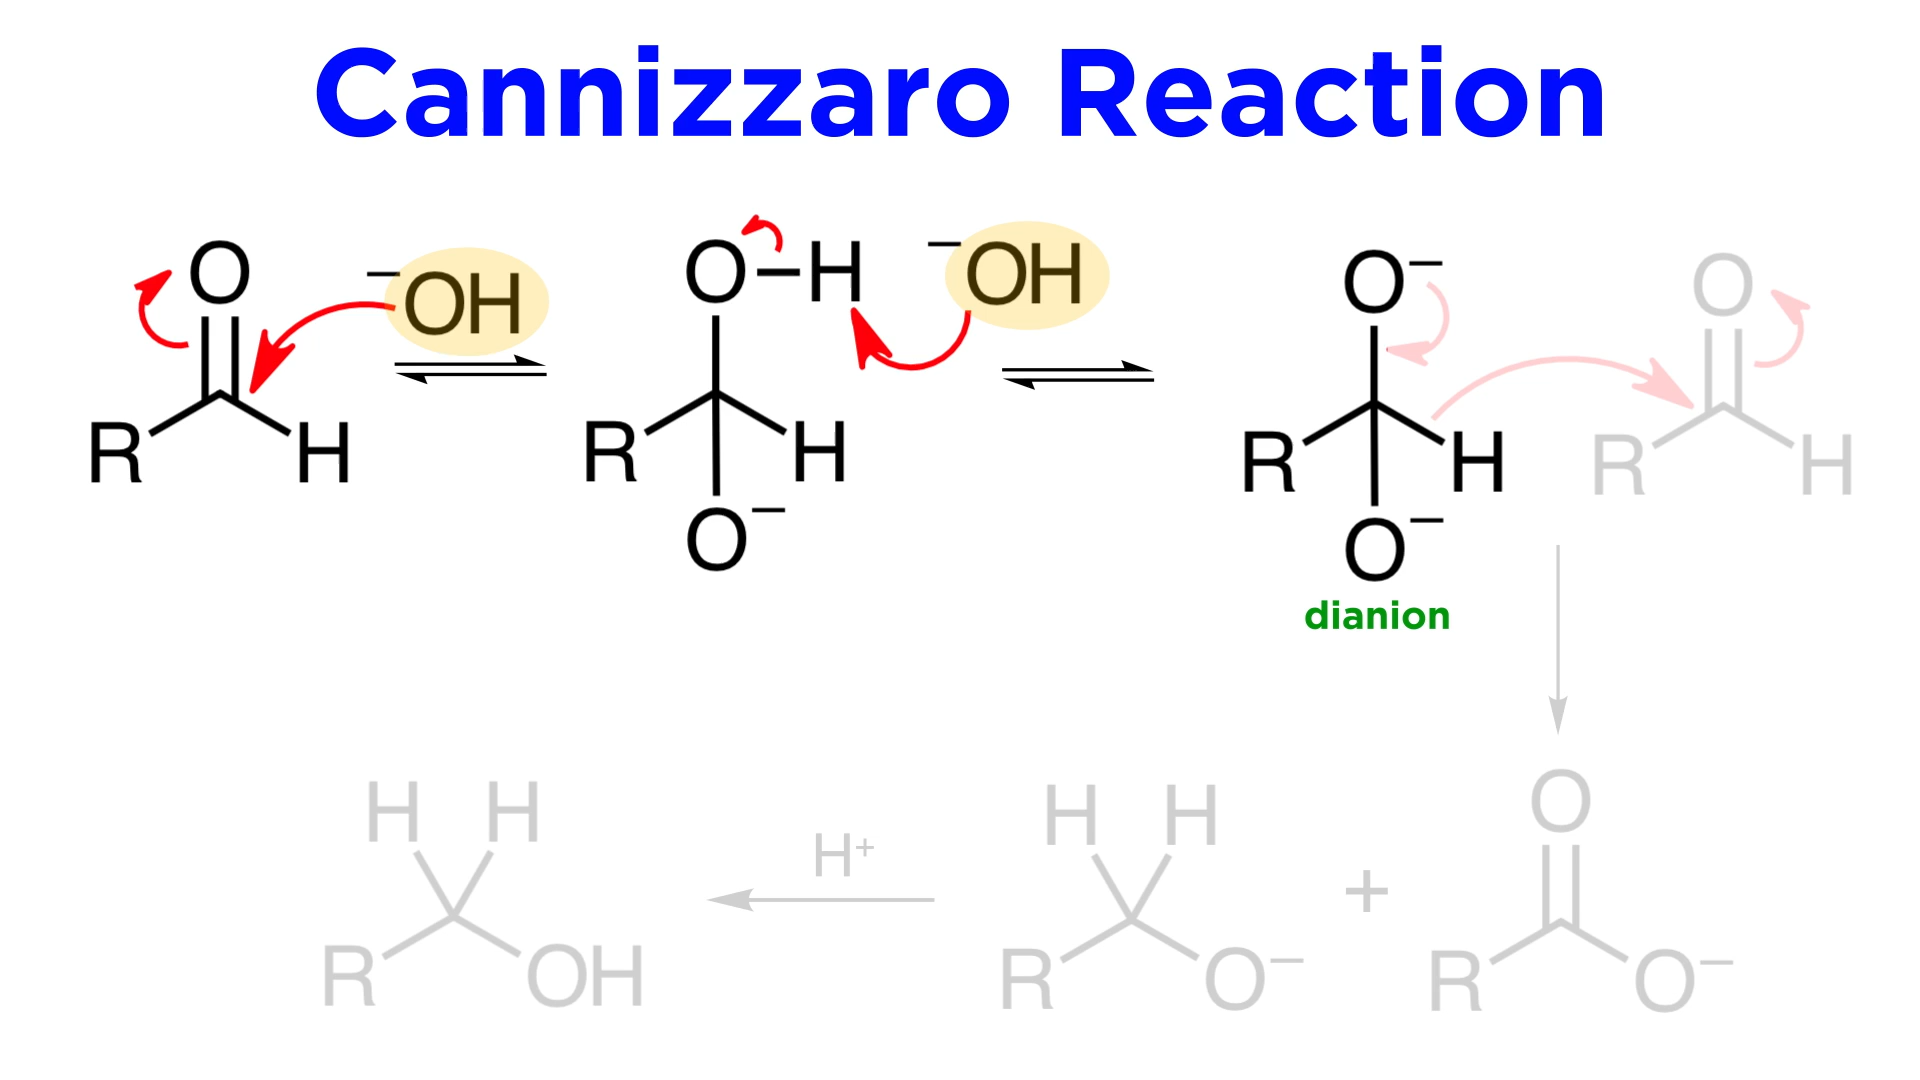 Cannizzaro Reaction
O ⁻OH O H ⁻OH O⁻ O
R H R H R H R H
O⁻ O⁻
dianion
H H H⁺ H H + O
R OH R O⁻ R O⁻